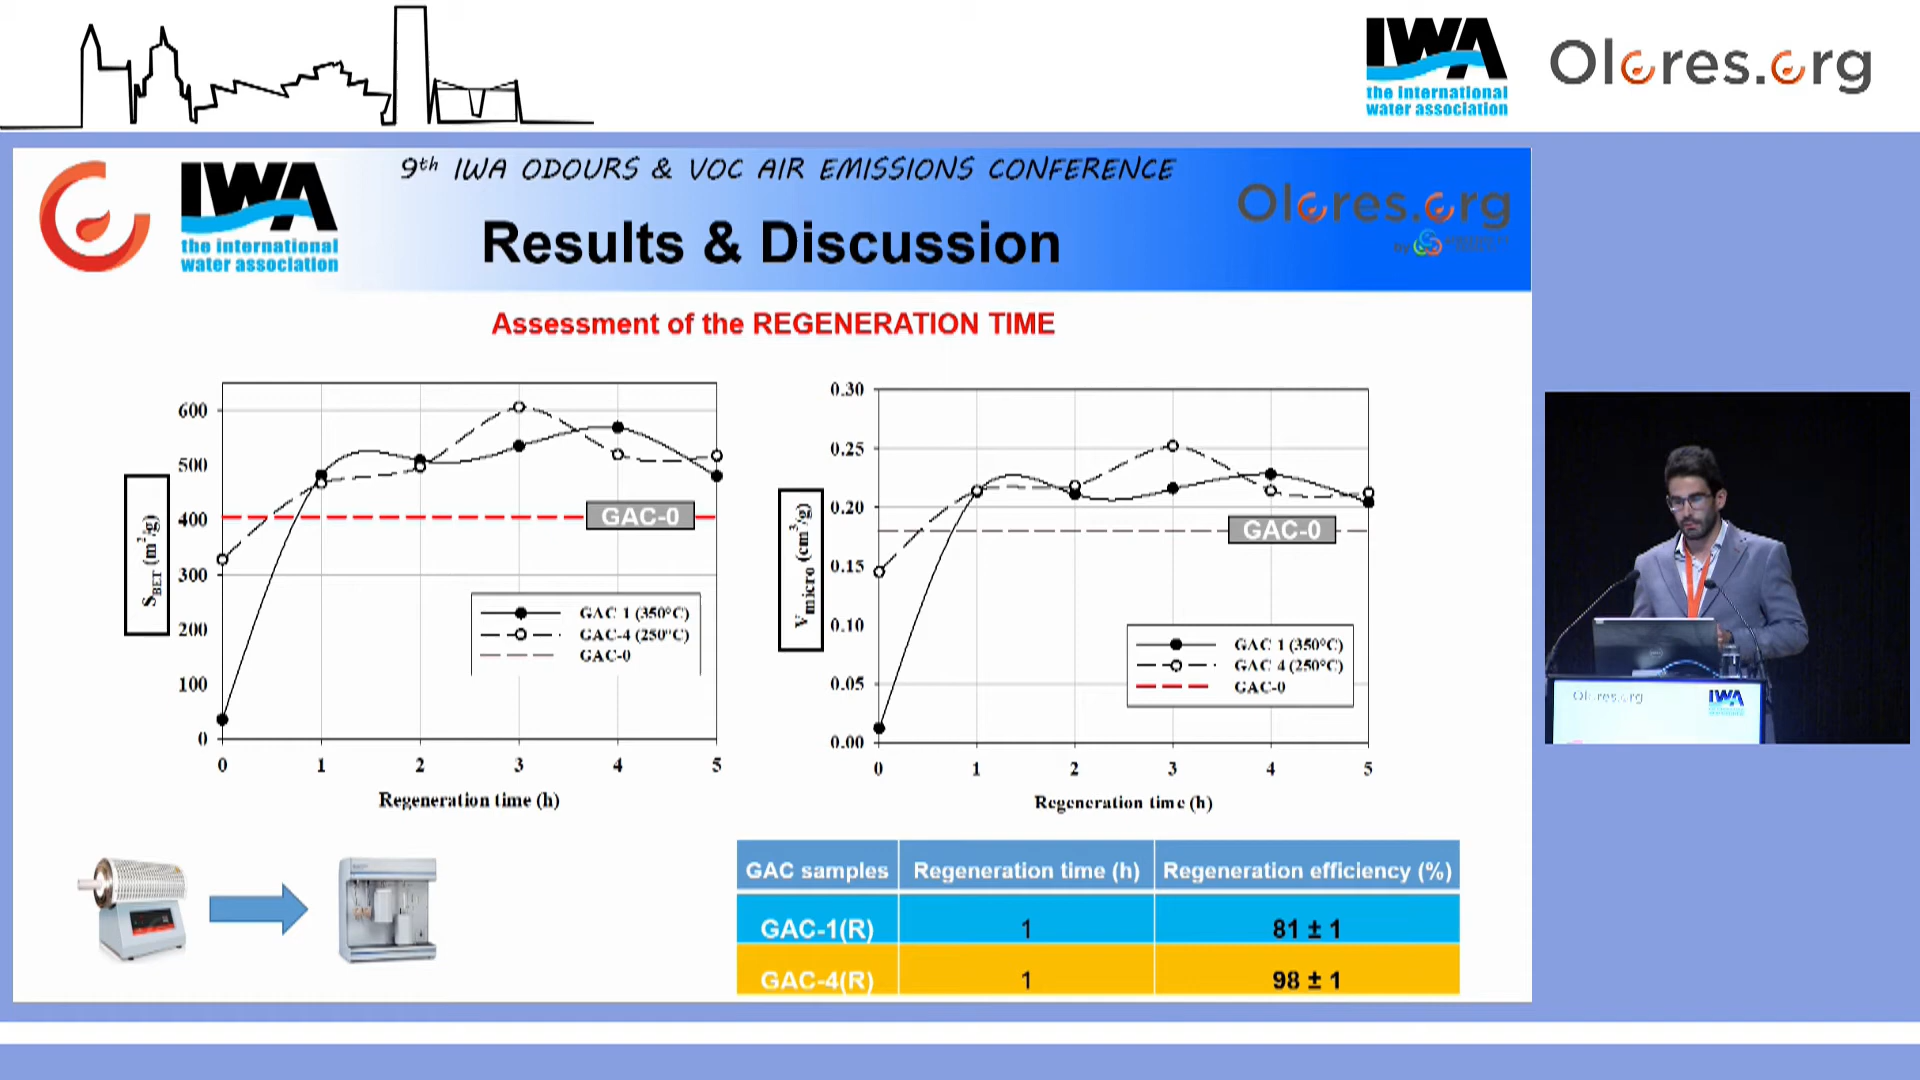 IWA
the international
water association
Olores.org
9th IWA ODOURS & VOC AIR EMISSIONS CONFERENCE
IWA
the international
water association
Results & Discussion
Olores.org
by
Assessment of the REGENERATION TIME
SBET (m2/g)
600
500
400
300
200
100
0
GAC-0
GAC 1 (350°C)
GAC-4 (250°C)
GAC-0
0 1 2 3 4 5
Regeneration time (h)
Vmicro (cm3/g)
0.30
0.25
0.20
0.15
0.10
0.05
0.00
GAC-0
GAC 1 (350°C)
GAC 4 (250°C)
GAC-0
0 1 2 3 4 5
Regeneration time (h)
GAC samples Regeneration time (h) Regeneration efficiency (%)
GAC-1(R) 1 81 ± 1
GAC-4(R) 1 98 ± 1
Olores.org
IWA